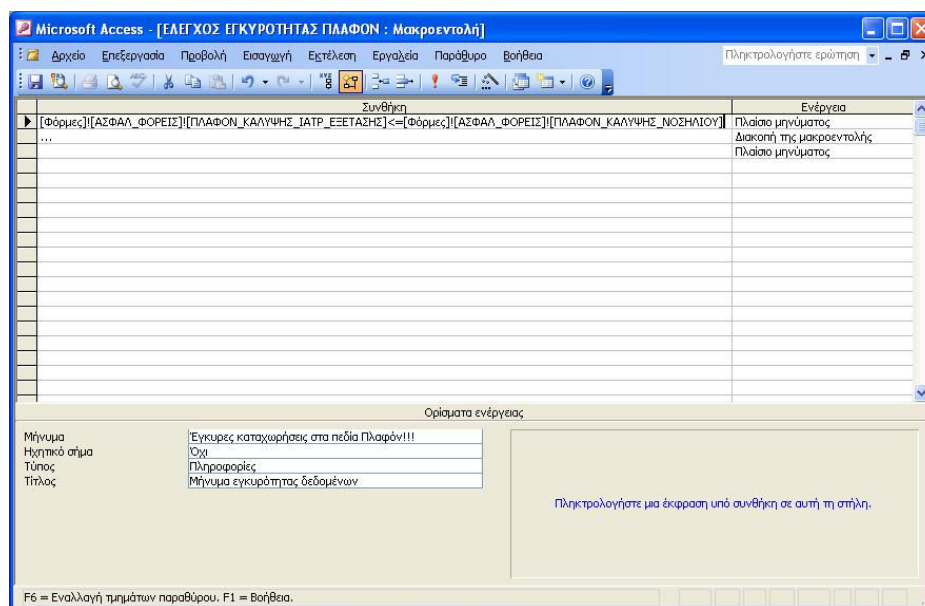 Microsoft Access - [ΕΛΕΓΧΟΣ ΕΓΚΥΡΟΤΗΤΑΣ ΠΛΑΦΟΝ : Μακροεντολή]
Αρχείο Επεξεργασία Προβολή Εισαγωγή Εκτέλεση Εργαλεία Παράθυρο Βοήθεια Πληκτρολογήστε ερώτηση
Συνθήκη Ενέργεια
[Φόρμες]![ΑΣΦΑΛ_ΦΟΡΕΙΣ]![ΠΛΑΦΟΝ_ΚΑΛΥΨΗΣ_ΙΑΤΡ_ΕΞΕΤΑΣΗΣ]<=[Φόρμες]![ΑΣΦΑΛ_ΦΟΡΕΙΣ]![ΠΛΑΦΟΝ_ΚΑΛΥΨΗΣ_ΝΟΣΗΛΙΟΥ] Πλαίσιο μηνύματος
... Διακοπή της μακροεντολής
Πλαίσιο μηνύματος
Ορίσματα ενέργειας
Μήνυμα Έγκυρες καταχωρήσεις στα πεδία Πλαφόν!!!
Ηχητικό σήμα Όχι
Τύπος Πληροφορίες
Τίτλος Μήνυμα εγκυρότητας δεδομένων
Πληκτρολογήστε μια έκφραση υπό συνθήκη σε αυτή τη στήλη.
F6 = Εναλλαγή τμημάτων παραθύρου. F1 = Βοήθεια.